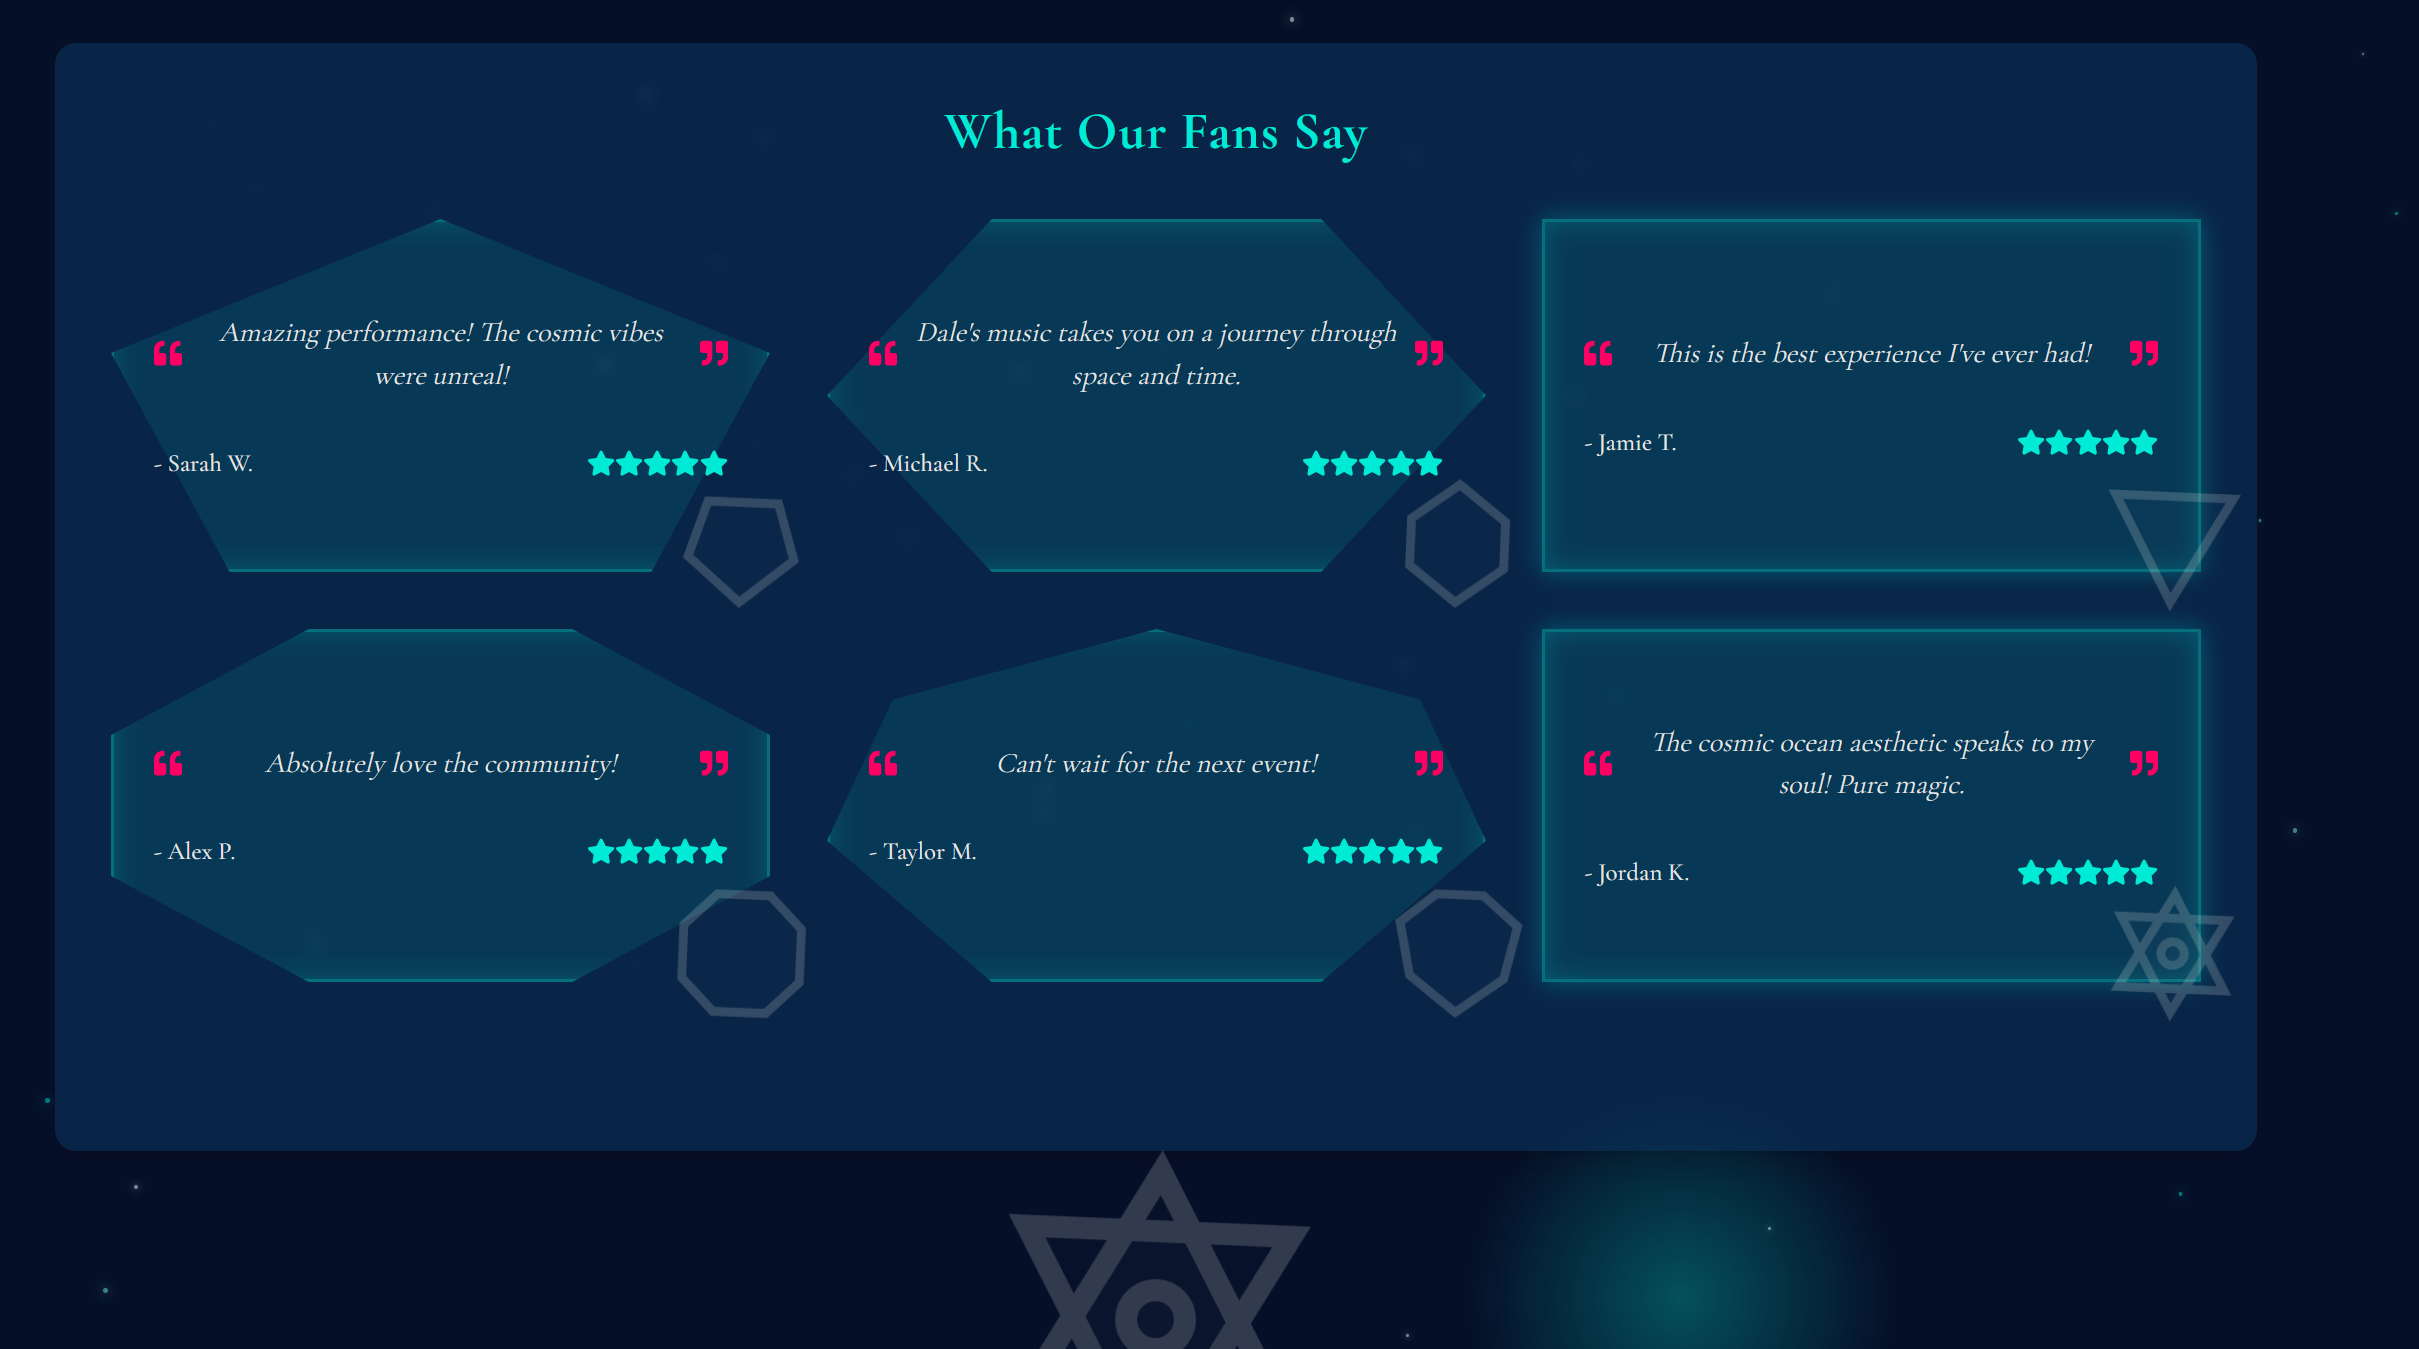 What Our Fans Say
“ Amazing performance! The cosmic vibes ”
were unreal!
- Sarah W.
“ Dale's music takes you on a journey through ”
space and time.
- Michael R.
“ This is the best experience I've ever had! ”
- Jamie T.
“ Absolutely love the community! ”
- Alex P.
“ Can't wait for the next event! ”
- Taylor M.
“ The cosmic ocean aesthetic speaks to my ”
soul! Pure magic.
- Jordan K.